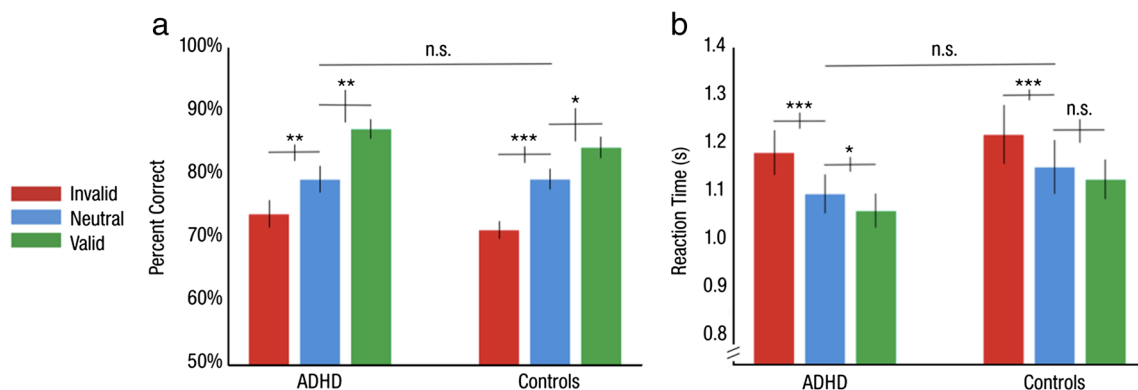 a
100%
90%
80%
70%
60%
50%
Percent Correct
n.s.
**
**
***
*
ADHD
Controls
Invalid
Neutral
Valid
b
1.4
1.3
1.2
1.1
1.0
0.9
0.8
Reaction Time (s)
n.s.
***
*
***
n.s.
ADHD
Controls